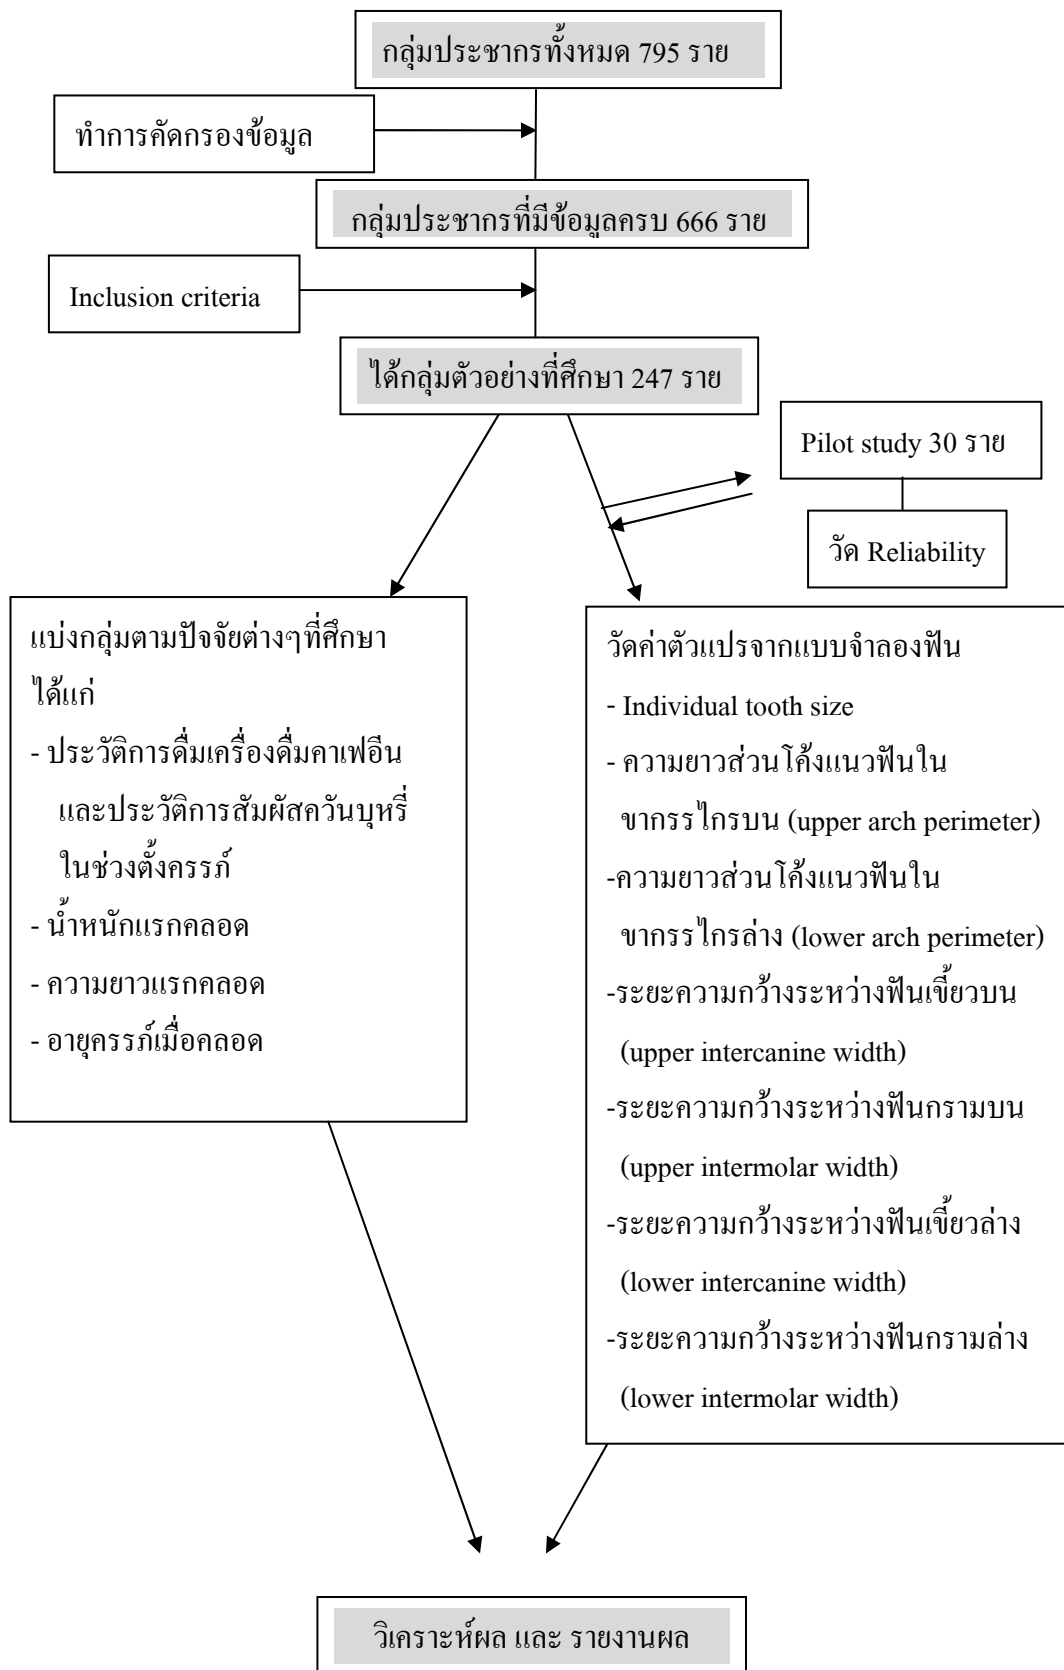 กลุ่มประชากรทั้งหมด 795 ราย
ทำการคัดกรองข้อมูล
กลุ่มประชากรที่มีข้อมูลครบ 666 ราย
Inclusion criteria
ได้กลุ่มตัวอย่างที่ศึกษา 247 ราย
Pilot study 30 ราย
วัด Reliability
แบ่งกลุ่มตามปัจจัยต่างๆที่ศึกษา
ได้แก่
- ประวัติการดื่มเครื่องดื่มคาเฟอีน
และประวัติการสัมผัสควันบุหรี่
ในช่วงตั้งครรภ์
- น้ำหนักแรกคลอด
- ความยาวแรกคลอด
- อายุครรภ์เมื่อคลอด
วัดค่าตัวแปรจากแบบจำลองฟัน
- Individual tooth size
- ความยาวส่วนโค้งแนวฟันใน
ขากรรไกรบน (upper arch perimeter)
-ความยาวส่วนโค้งแนวฟันใน
ขากรรไกรล่าง (lower arch perimeter)
-ระยะความกว้างระหว่างฟันเขี้ยวบน
(upper intercanine width)
-ระยะความกว้างระหว่างฟันกรามบน
(upper intermolar width)
-ระยะความกว้างระหว่างฟันเขี้ยวล่าง
(lower intercanine width)
-ระยะความกว้างระหว่างฟันกรามล่าง
(lower intermolar width)
วิเคราะห์ผล และ รายงานผล